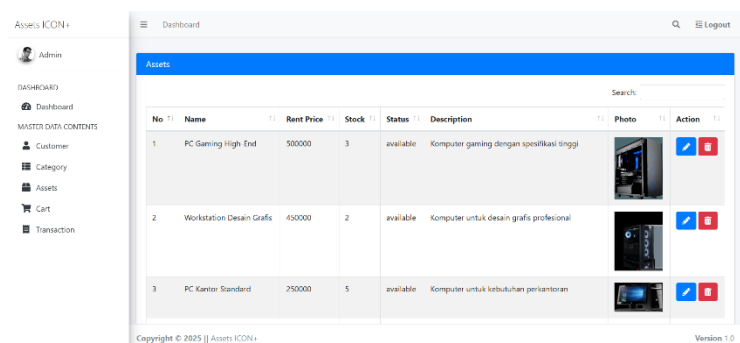 Assets ICON+
Dashboard
Logout
Admin
DASHBOARD
Dashboard
MASTER DATA CONTENTS
Customer
Category
Assets
Cart
Transaction
Assets
Search:
No Name Rent Price Stock Status Description Photo Action
1 PC Gaming High-End 500000 3 available Komputer gaming dengan spesifikasi tinggi
2 Workstation Desain Grafis 450000 2 available Komputer untuk desain grafis profesional
3 PC Kantor Standard 250000 5 available Komputer untuk kebutuhan perkantoran
Copyright © 2025 || Assets ICON+
Version 1.0